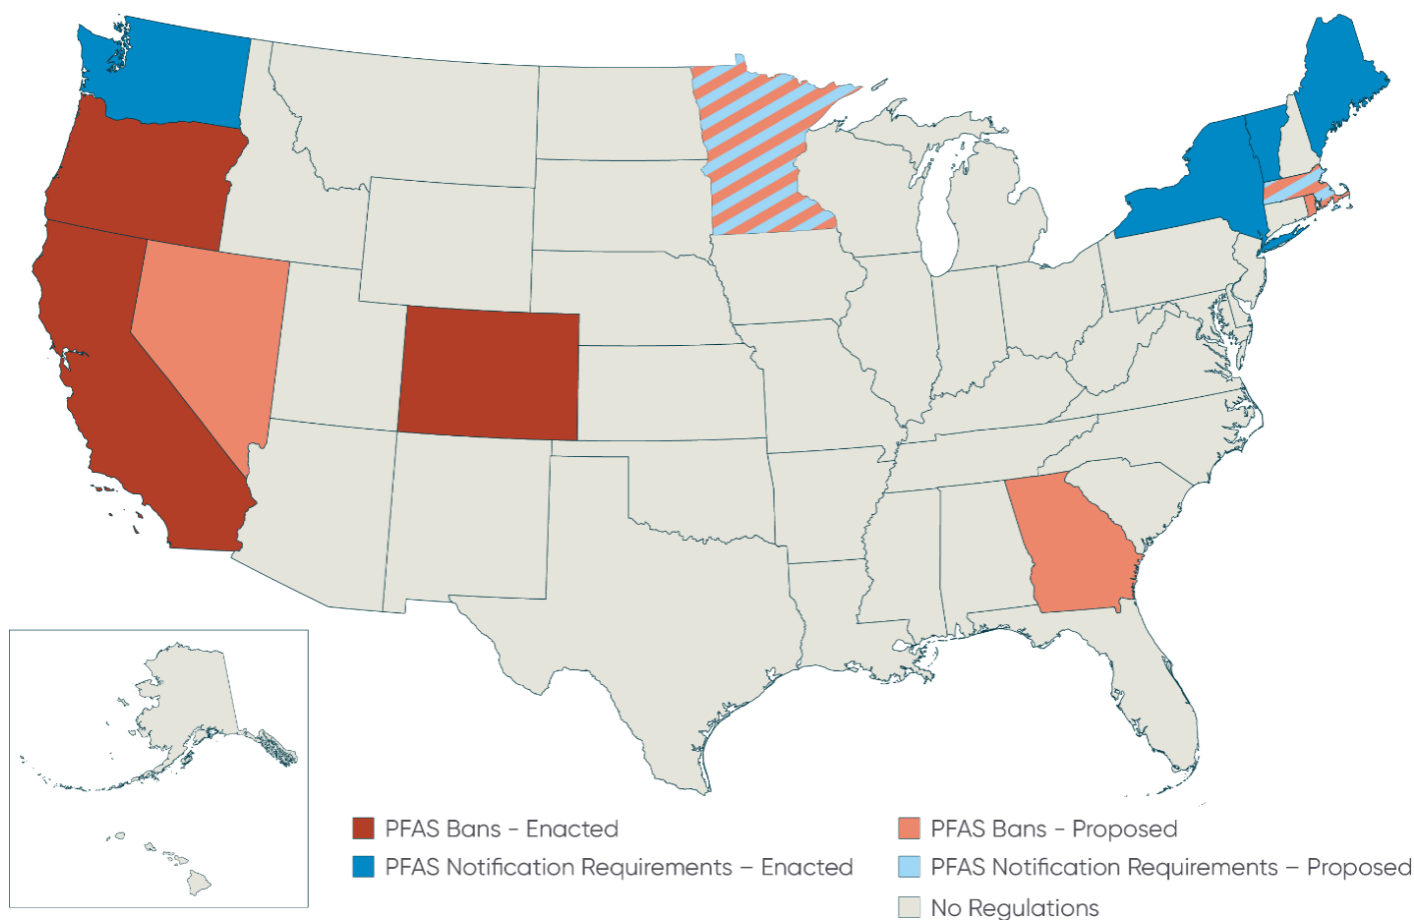 PFAS Bans - Enacted
PFAS Bans - Proposed
PFAS Notification Requirements – Enacted
PFAS Notification Requirements – Proposed
No Regulations